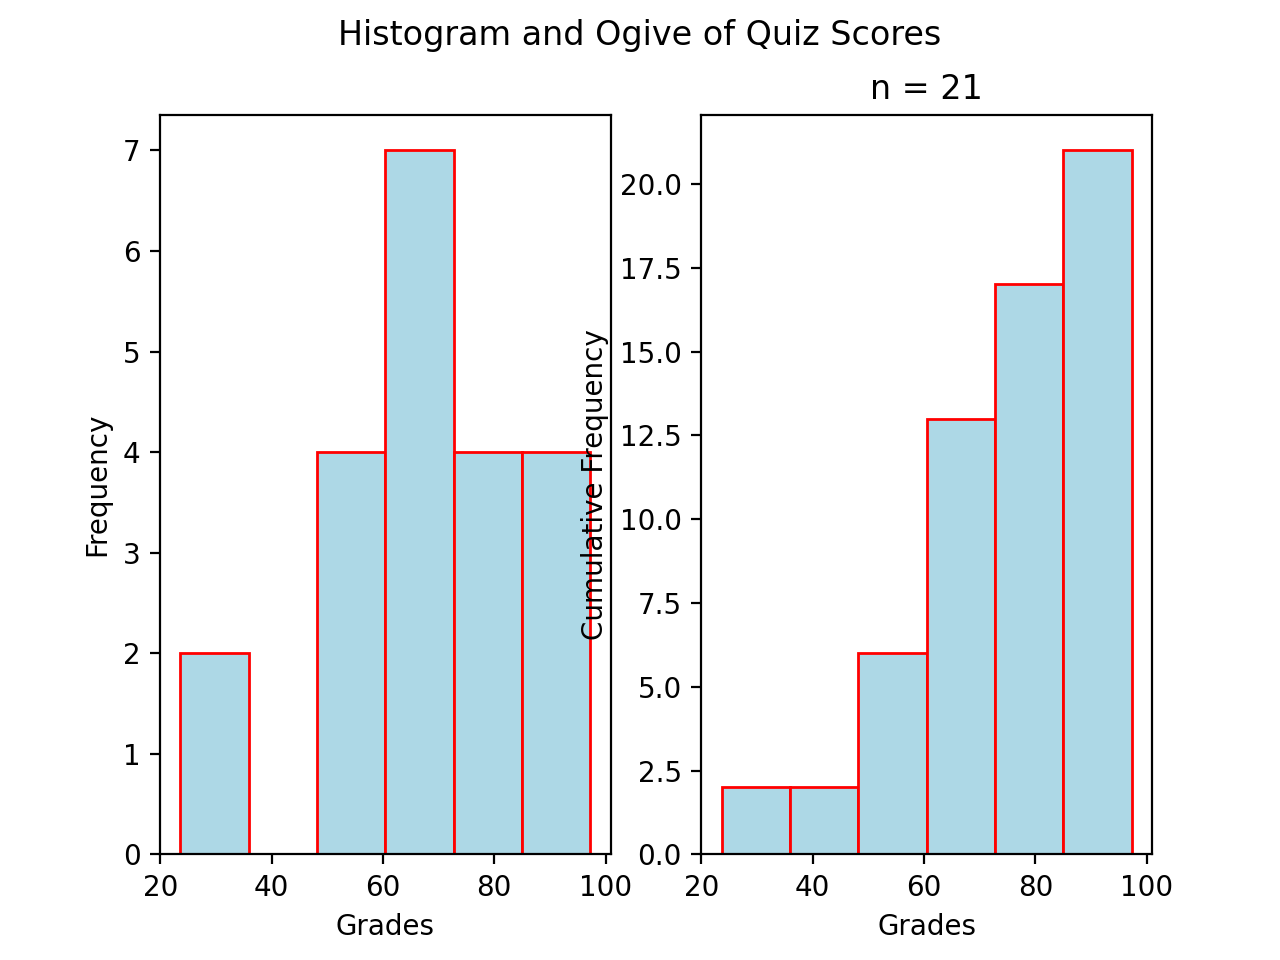 Histogram and Ogive of Quiz Scores
7
6
5
4
3
2
1
0
Frequency
20 40 60 80 100
Grades
n = 21
20.0
17.5
15.0
12.5
10.0
7.5
5.0
2.5
0.0
Cumulative Frequency
20 40 60 80 100
Grades